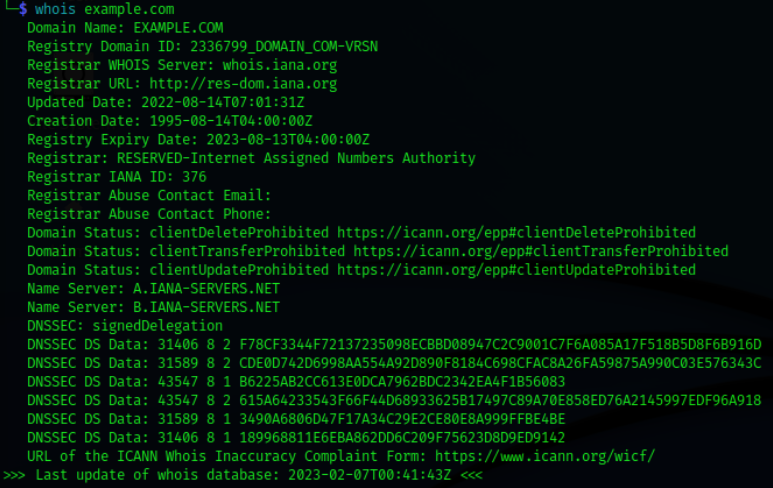 └─$ whois example.com
Domain Name: EXAMPLE.COM
Registry Domain ID: 2336799_DOMAIN_COM-VRSN
Registrar WHOIS Server: whois.iana.org
Registrar URL: http://res-dom.iana.org
Updated Date: 2022-08-14T07:01:31Z
Creation Date: 1995-08-14T04:00:00Z
Registry Expiry Date: 2023-08-13T04:00:00Z
Registrar: RESERVED-Internet Assigned Numbers Authority
Registrar IANA ID: 376
Registrar Abuse Contact Email:
Registrar Abuse Contact Phone:
Domain Status: clientDeleteProhibited https://icann.org/epp#clientDeleteProhibited
Domain Status: clientTransferProhibited https://icann.org/epp#clientTransferProhibited
Domain Status: clientUpdateProhibited https://icann.org/epp#clientUpdateProhibited
Name Server: A.IANA-SERVERS.NET
Name Server: B.IANA-SERVERS.NET
DNSSEC: signedDelegation
DNSSEC DS Data: 31406 8 2 F78CF3344F72137235098ECBBD08947C2C9001C7F6A085A17F518B5D8F6B916D
DNSSEC DS Data: 31589 8 2 CDE0D742D6998AA554A92D890F8184C698CFAC8A26FA59875A990C03E576343C
DNSSEC DS Data: 43547 8 1 B6225AB2CC613E0DCA7962BDC2342EA4F1B56083
DNSSEC DS Data: 43547 8 2 615A64233543F66F44D68933625B17497C89A70E858ED76A2145997EDF96A918
DNSSEC DS Data: 31589 8 1 3490A6806D47F17A34C29E2CE80E8A999FFBE4BE
DNSSEC DS Data: 31406 8 1 189968811E6EBA862DD6C209F75623D8D9ED9142
URL of the ICANN Whois Inaccuracy Complaint Form: https://www.icann.org/wicf/
>>> Last update of whois database: 2023-02-07T00:41:43Z <<<